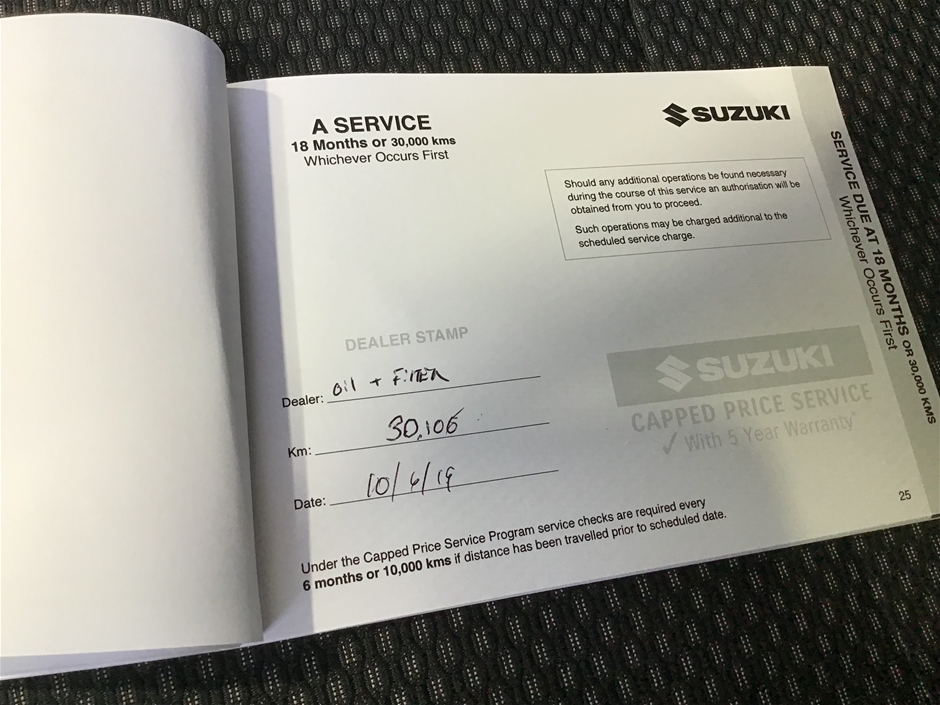 A SERVICE
18 Months or 30,000 kms
Whichever Occurs First
SUZUKI
Should any additional operations be found necessary
during the course of this service an authorisation will be
obtained from you to proceed.
Such operations may be charged additional to the
scheduled service charge.
SERVICE DUE AT 18 MONTHS OR 30,000 KMS
Whichever Occurs First
DEALER STAMP
Dealer: Oil + Filter
Km: 30,106
Date: 10/6/19
SUZUKI
CAPPED PRICE SERVICE
✓ With 5 Year Warranty*
Under the Capped Price Service Program service checks are required every
6 months or 10,000 kms if distance has been travelled prior to scheduled date.
25